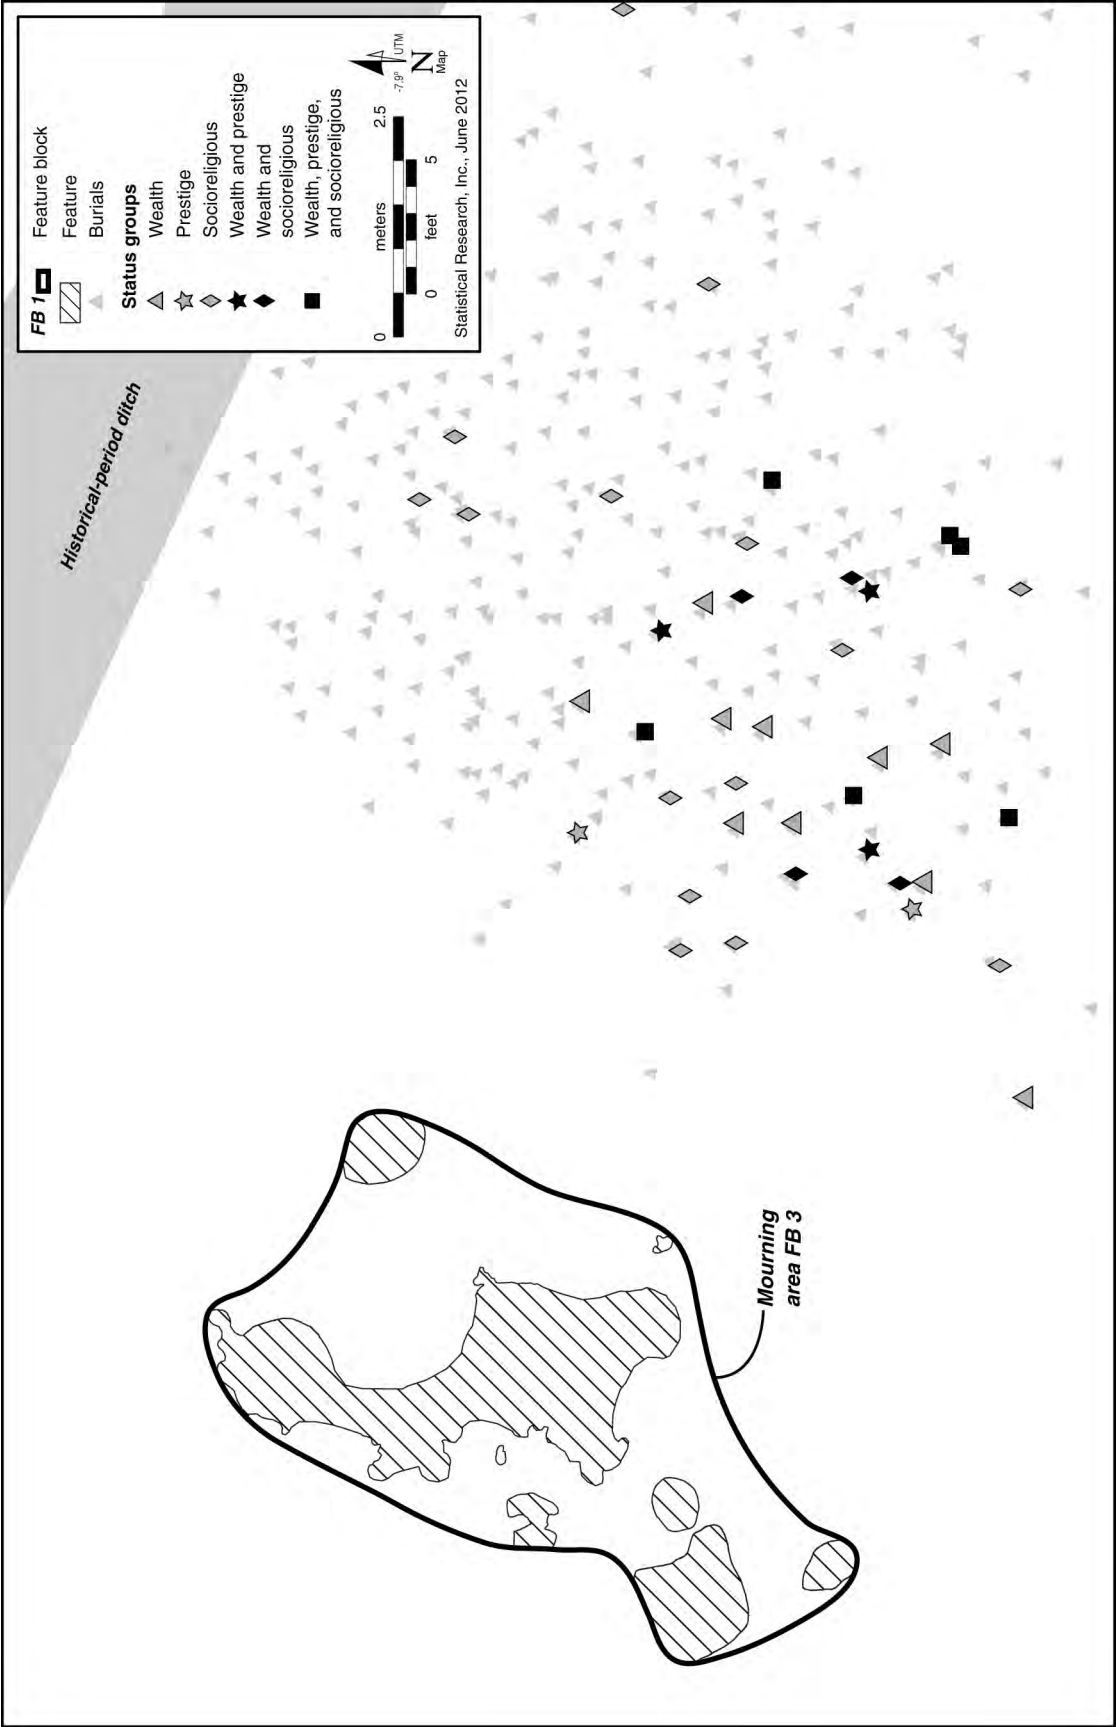 FB 1
Feature block
Feature
Burials
Status groups
Wealth
Prestige
Socioreligious
Wealth and prestige
Wealth and
socioreligious
Wealth, prestige,
and socioreligious
0 meters 2.5
0 feet 5
-7.9° UTM
N
Map
Statistical Research, Inc., June 2012
Historical-period ditch
Mourning
area FB 3